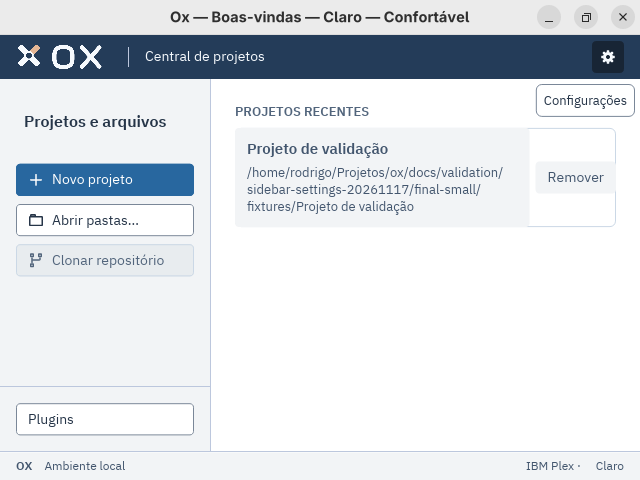 Ox — Boas-vindas — Claro — Confortável
OX
Central de projetos
Configurações
Projetos e arquivos
Novo projeto
Abrir pastas...
Clonar repositório
Plugins
PROJETOS RECENTES
Projeto de validação
/home/rodrigo/Projetos/ox/docs/validation/
sidebar-settings-20261117/final-small/
fixtures/Projeto de validação
Remover
OX Ambiente local
IBM Plex · Claro